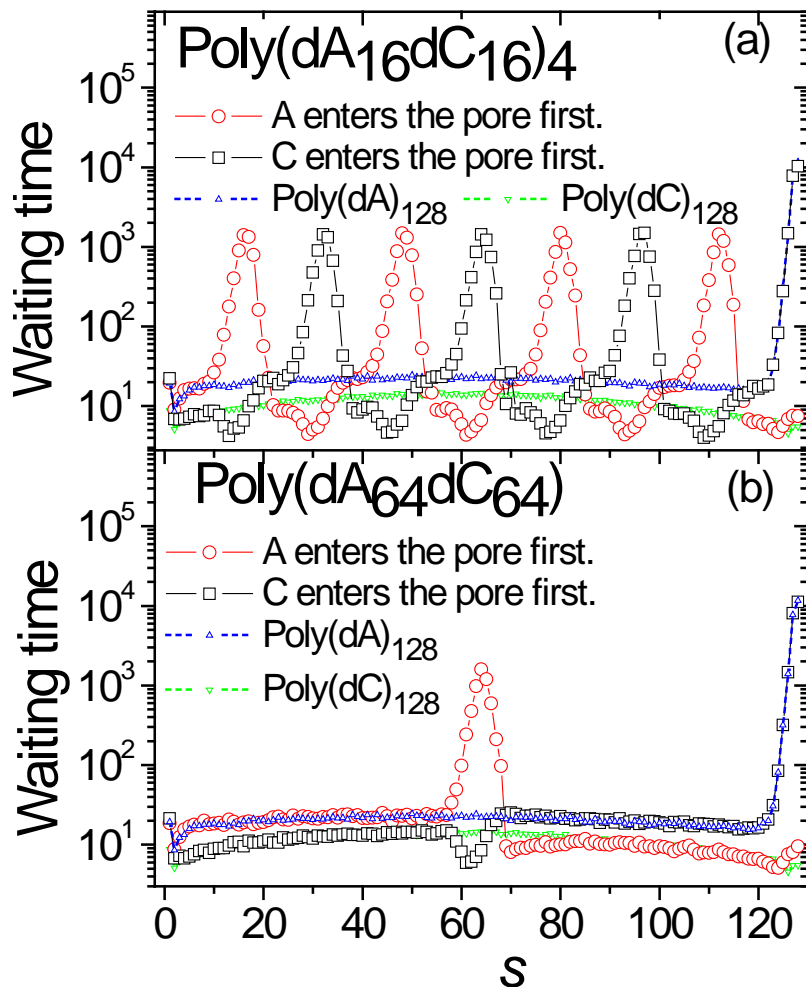 Poly(dA16dC16)4 (a)
A enters the pore first.
C enters the pore first.
Poly(dA)128 Poly(dC)128
Waiting time
10^5
10^4
10^3
10^2
10^1
Poly(dA64dC64) (b)
A enters the pore first.
C enters the pore first.
Poly(dA)128
Poly(dC)128
Waiting time
10^5
10^4
10^3
10^2
10^1
0 20 40 60 80 100 120
s